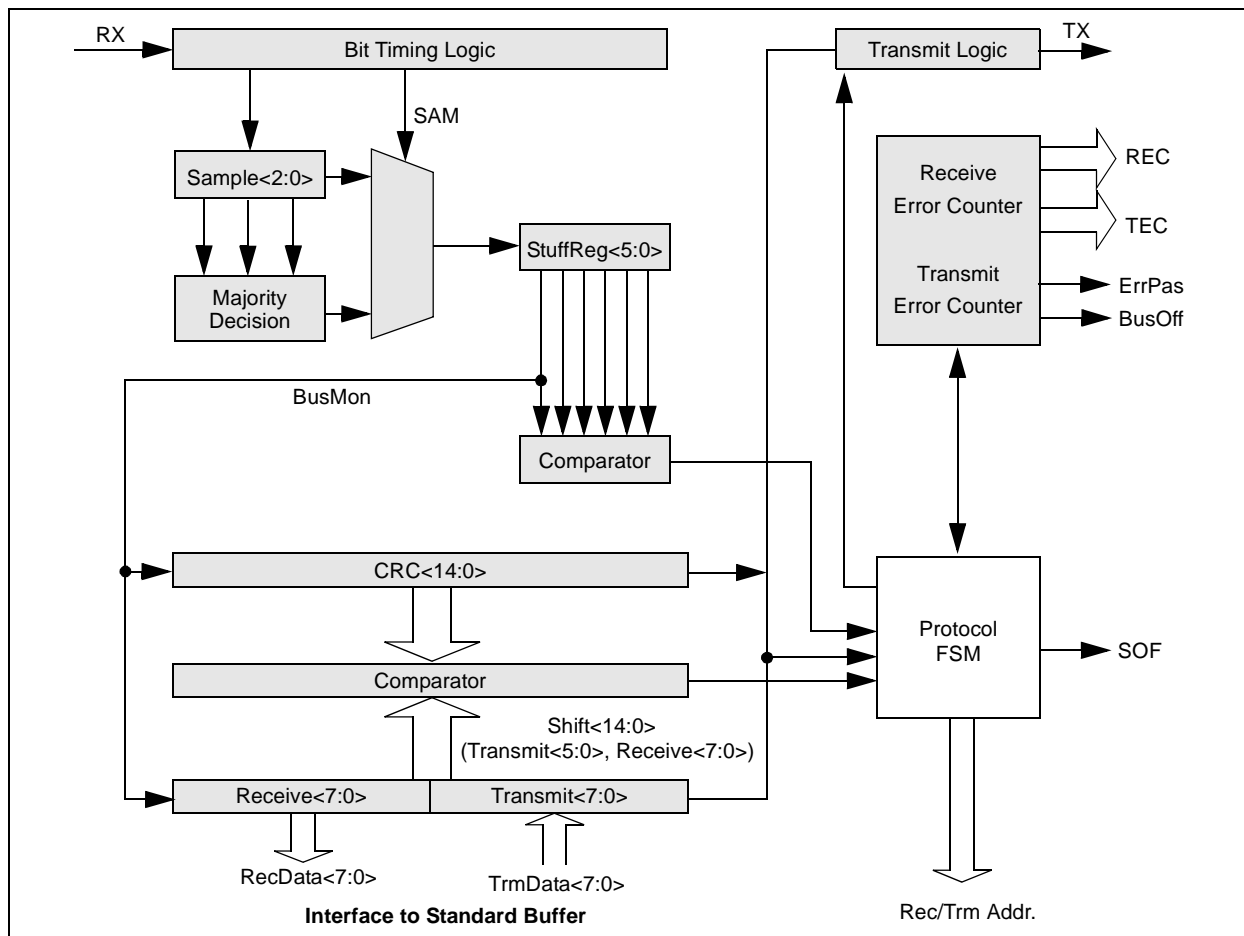 RX
Bit Timing Logic
Transmit Logic
TX
SAM
Sample<2:0>
Majority
Decision
StuffReg<5:0>
Receive
Error Counter
Transmit
Error Counter
REC
TEC
ErrPas
BusOff
BusMon
Comparator
CRC<14:0>
Comparator
Shift<14:0>
(Transmit<5:0>, Receive<7:0>)
Receive<7:0>
Transmit<7:0>
Protocol
FSM
SOF
RecData<7:0>
TrmData<7:0>
Interface to Standard Buffer
Rec/Trm Addr.